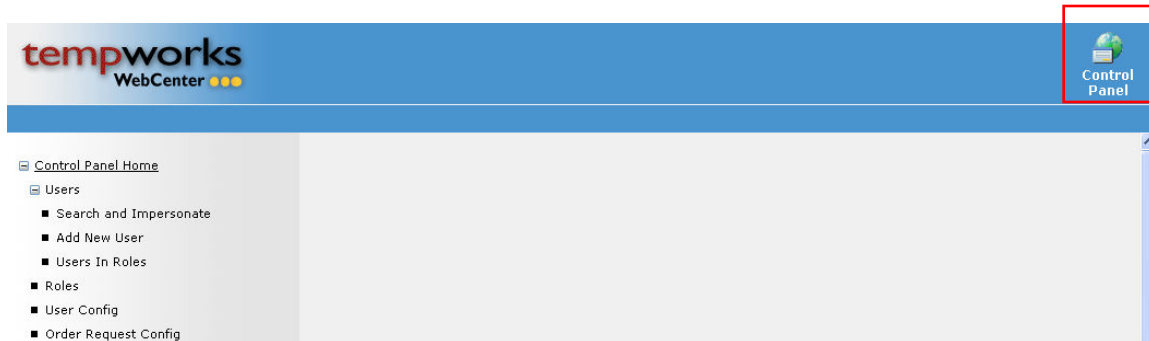 tempworks
WebCenter
Control
Panel
Control Panel Home
Users
Search and Impersonate
Add New User
Users In Roles
Roles
User Config
Order Request Config